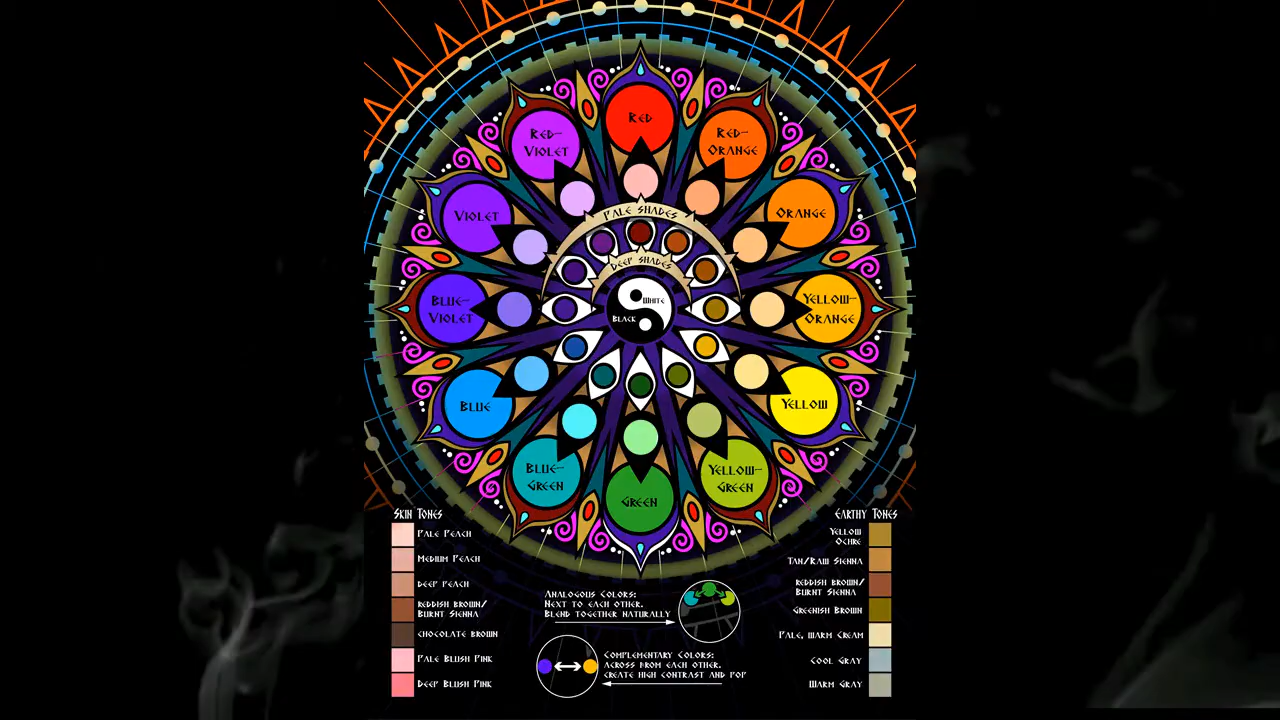 Red
Red-
Violet
Red-
Orange
Violet
Orange
Pale Shades
Deep Shades
Blue-
Violet
White
Black
Yellow-
Orange
Blue
Yellow
Blue-
Green
Yellow-
Green
Green
Skin Tones
Pale Peach
Medium Peach
Deep Peach
Reddish Brown/
Burnt Sienna
Chocolate Brown
Pale Blush Pink
Deep Blush Pink
Analogous Colors:
Next to each other.
Blend together naturally
Complementary Colors:
Across from each other.
Create high contrast and pop
Earthy Tones
Yellow
Ochre
Tan/Raw Sienna
Reddish Brown/
Burnt Sienna
Greenish Brown
Pale, Warm Cream
Cool Gray
Warm Gray